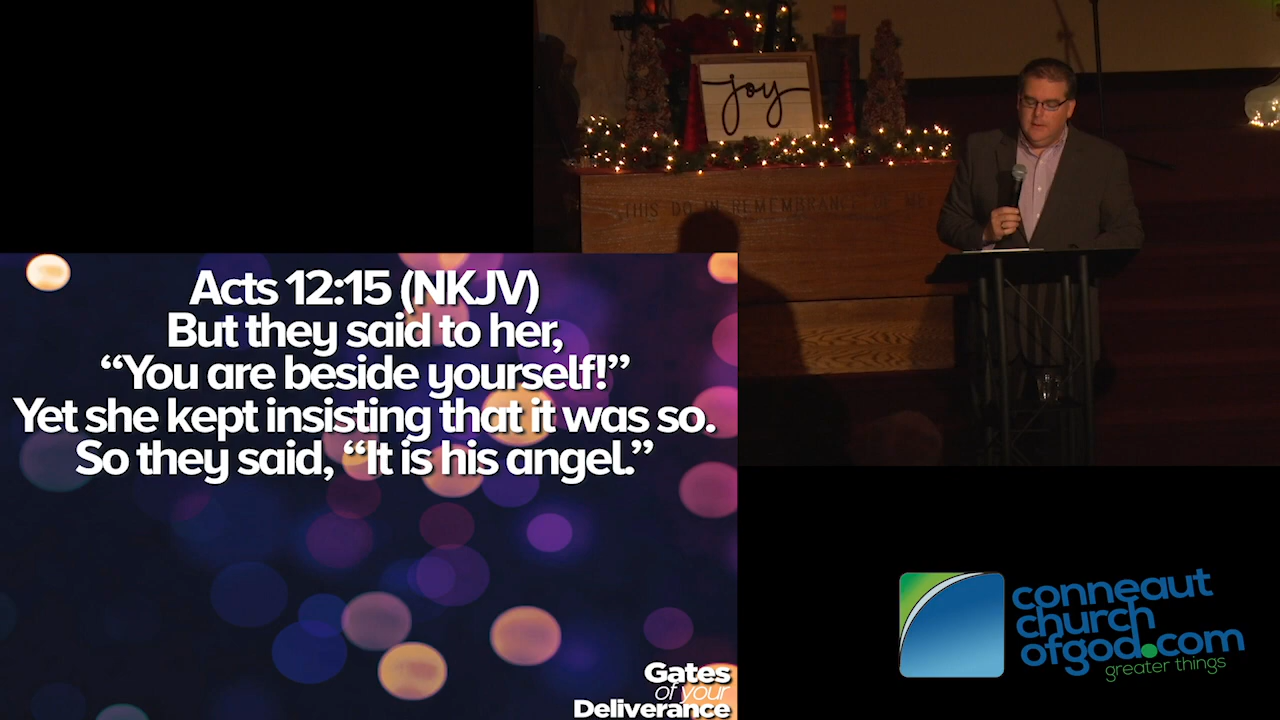 joy
THIS DO IN REMEMBRANCE OF ME
Acts 12:15 (NKJV)
But they said to her,
“You are beside yourself!”
Yet she kept insisting that it was so.
So they said, “It is his angel.”
Gates
of your
Deliverance
conneaut
church
ofgod.com
greater things